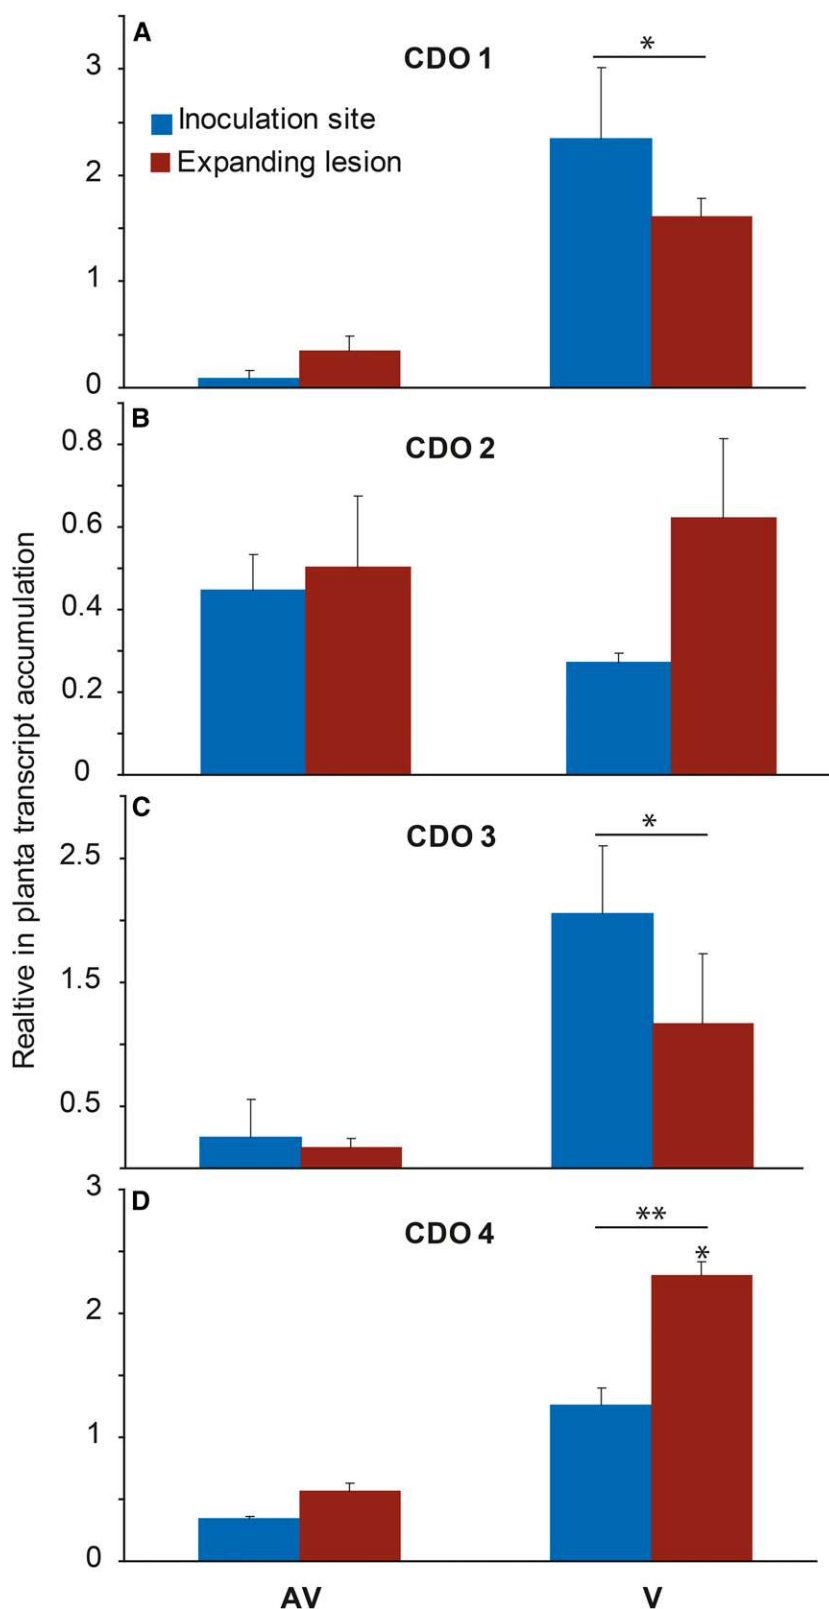 A
CDO 1
*
3
Inoculation site
Expanding lesion
2
1
0
B
CDO 2
0.8
0.6
0.4
0.2
0
C
CDO 3
*
2.5
1.5
0.5
Realtive in planta transcript accumulation
3
D
CDO 4
**
*
2
1
0
AV V